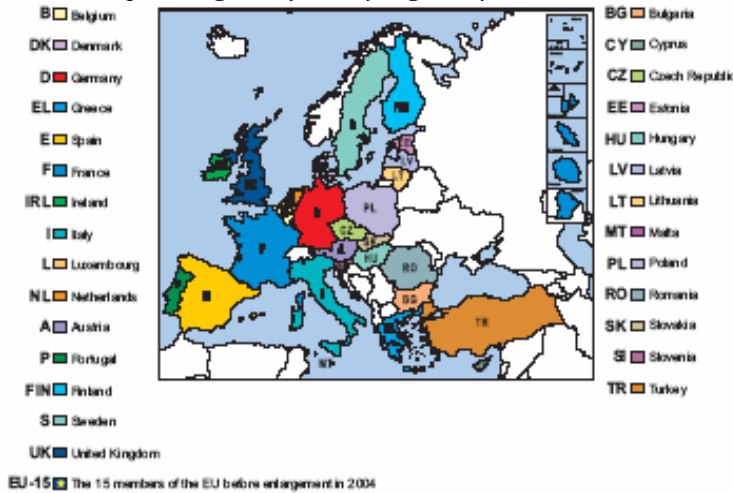 B Belgium
DK Denmark
D Germany
EL Greece
E Spain
F France
IRL Ireland
I Italy
L Luxembourg
NL Netherlands
A Austria
P Portugal
FIN Finland
S Sweden
UK United Kingdom
EU-15 The 15 members of the EU before enlargement in 2004
LV
LT
PL
CZ
SK
HU
RO
BG
TR
BG Bulgaria
CY Cyprus
CZ Czech Republic
EE Estonia
HU Hungary
LV Latvia
LT Lithuania
MT Malta
PL Poland
RO Romania
SK Slovakia
SI Slovenia
TR Turkey